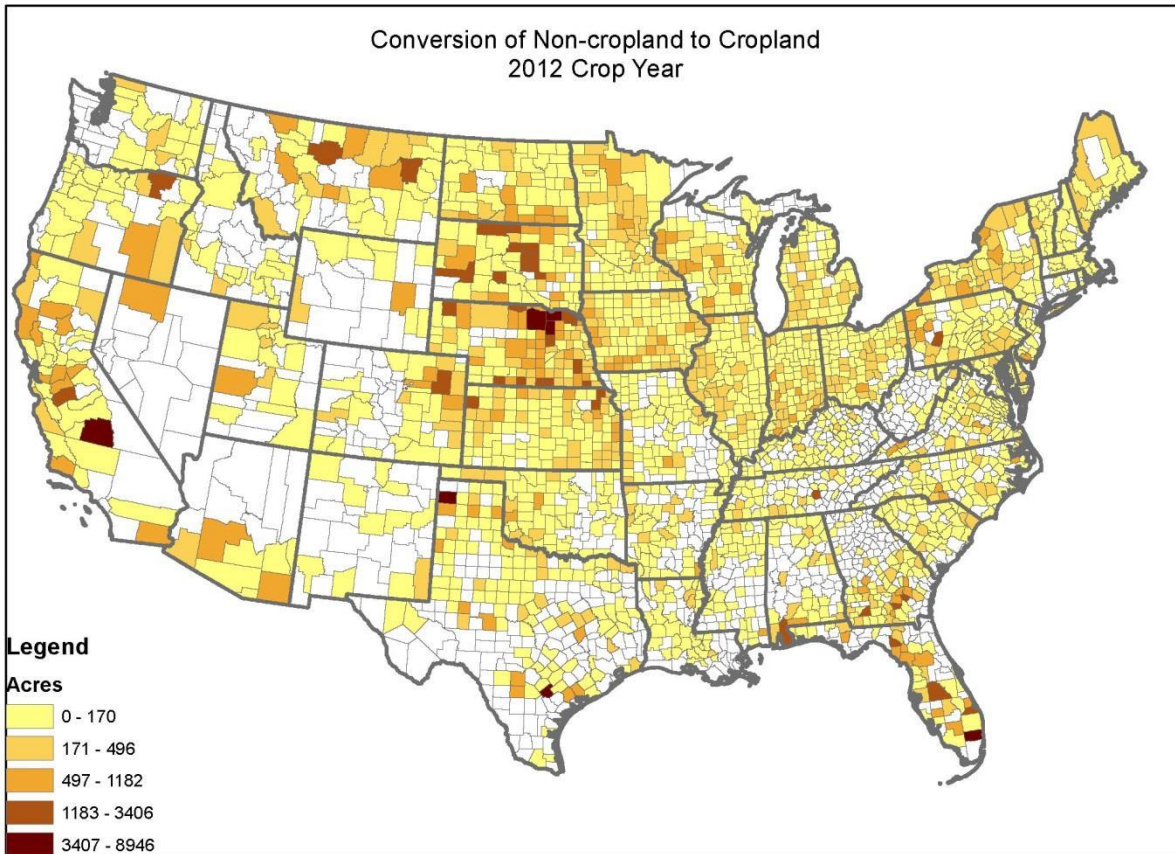 Conversion of Non-cropland to Cropland
2012 Crop Year
Legend
Acres
0 - 170
171 - 496
497 - 1182
1183 - 3406
3407 - 8946